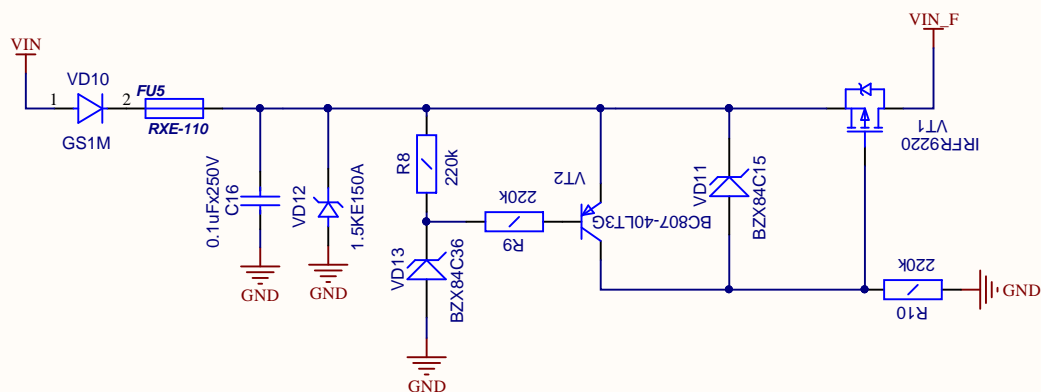 VIN
VIN_F
VD10
1
2
FU5
RXE-110
GS1M
0.1uFx250V
C16
VD12
1.5KE150A
GND
GND
R8
220k
VD13
BZX84C36
GND
220k
R9
VT2
BC807-40LT3G
VD11
BZX84C15
VT1
IRFR9220
220k
R10
GND